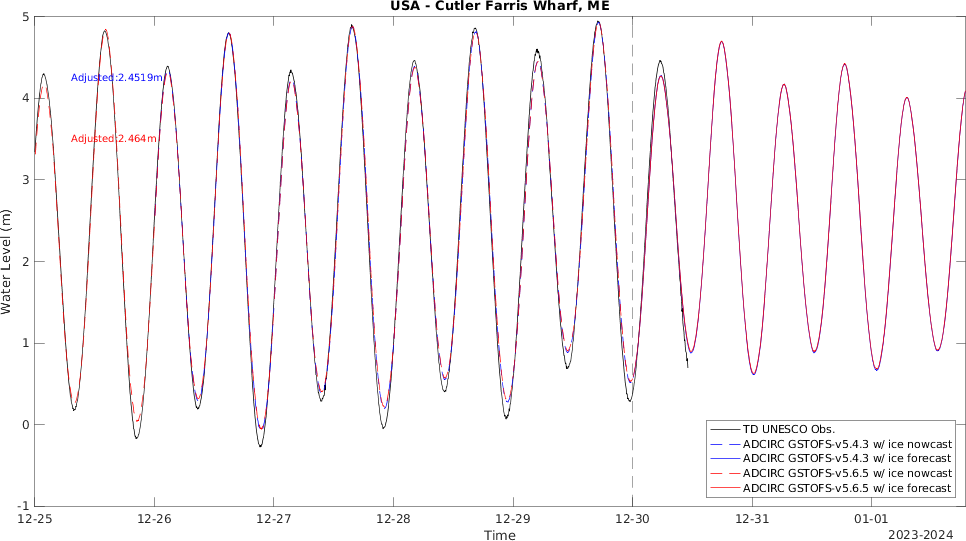 USA - Cutler Farris Wharf, ME
5
4
3
2
1
0
-1
Water Level (m)
Adjusted:2.4519m
Adjusted:2.464m
TD UNESCO Obs.
ADCIRC GSTOFS-v5.4.3 w/ ice nowcast
ADCIRC GSTOFS-v5.4.3 w/ ice forecast
ADCIRC GSTOFS-v5.6.5 w/ ice nowcast
ADCIRC GSTOFS-v5.6.5 w/ ice forecast
12-25 12-26 12-27 12-28 12-29 12-30 12-31 01-01
Time
2023-2024